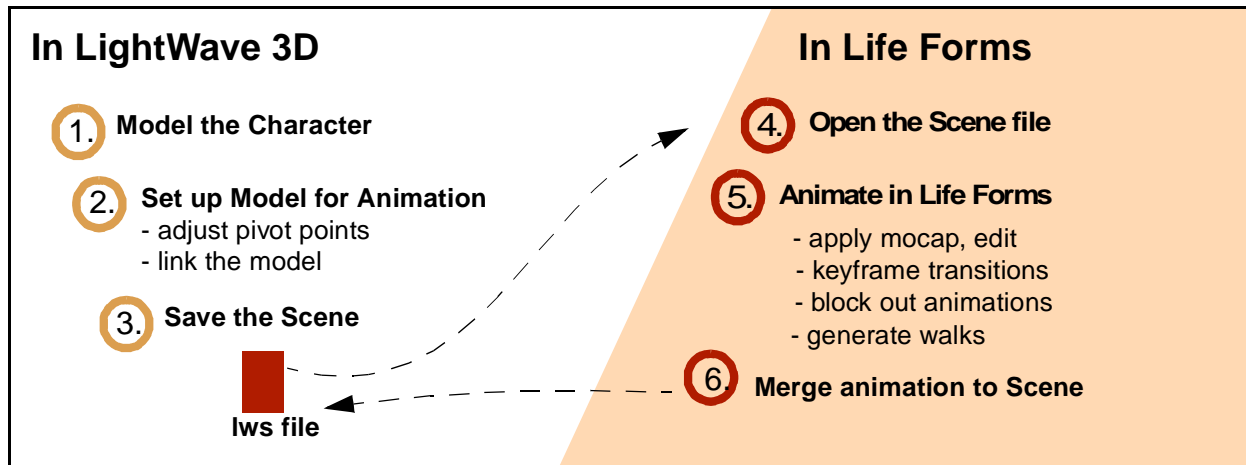 In LightWave 3D
1. Model the Character
2. Set up Model for Animation
- adjust pivot points
- link the model
3. Save the Scene
lws file
In Life Forms
4. Open the Scene file
5. Animate in Life Forms
- apply mocap, edit
- keyframe transitions
- block out animations
- generate walks
6. Merge animation to Scene